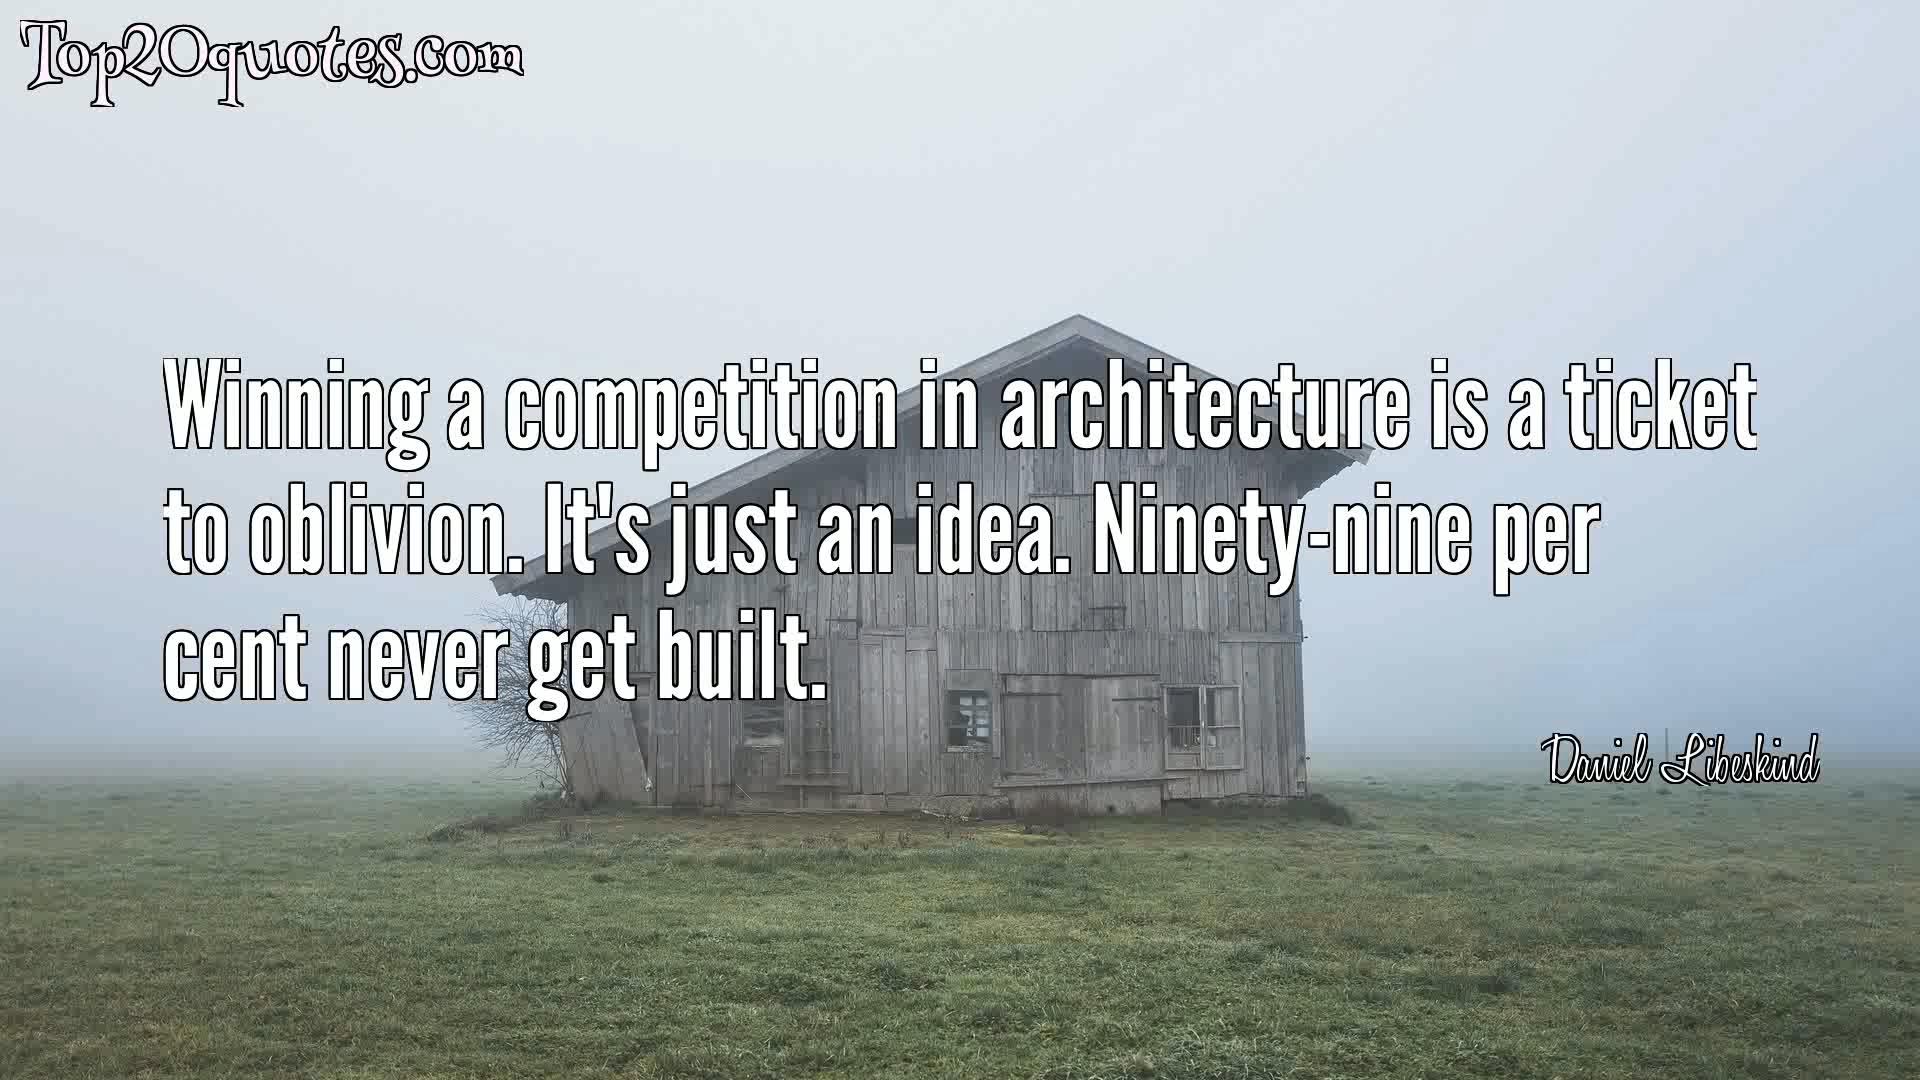 Top20quotes.com
Winning a competition in architecture is a ticket
to oblivion. It's just an idea. Ninety-nine per
cent never get built.
Daniel Libeskind